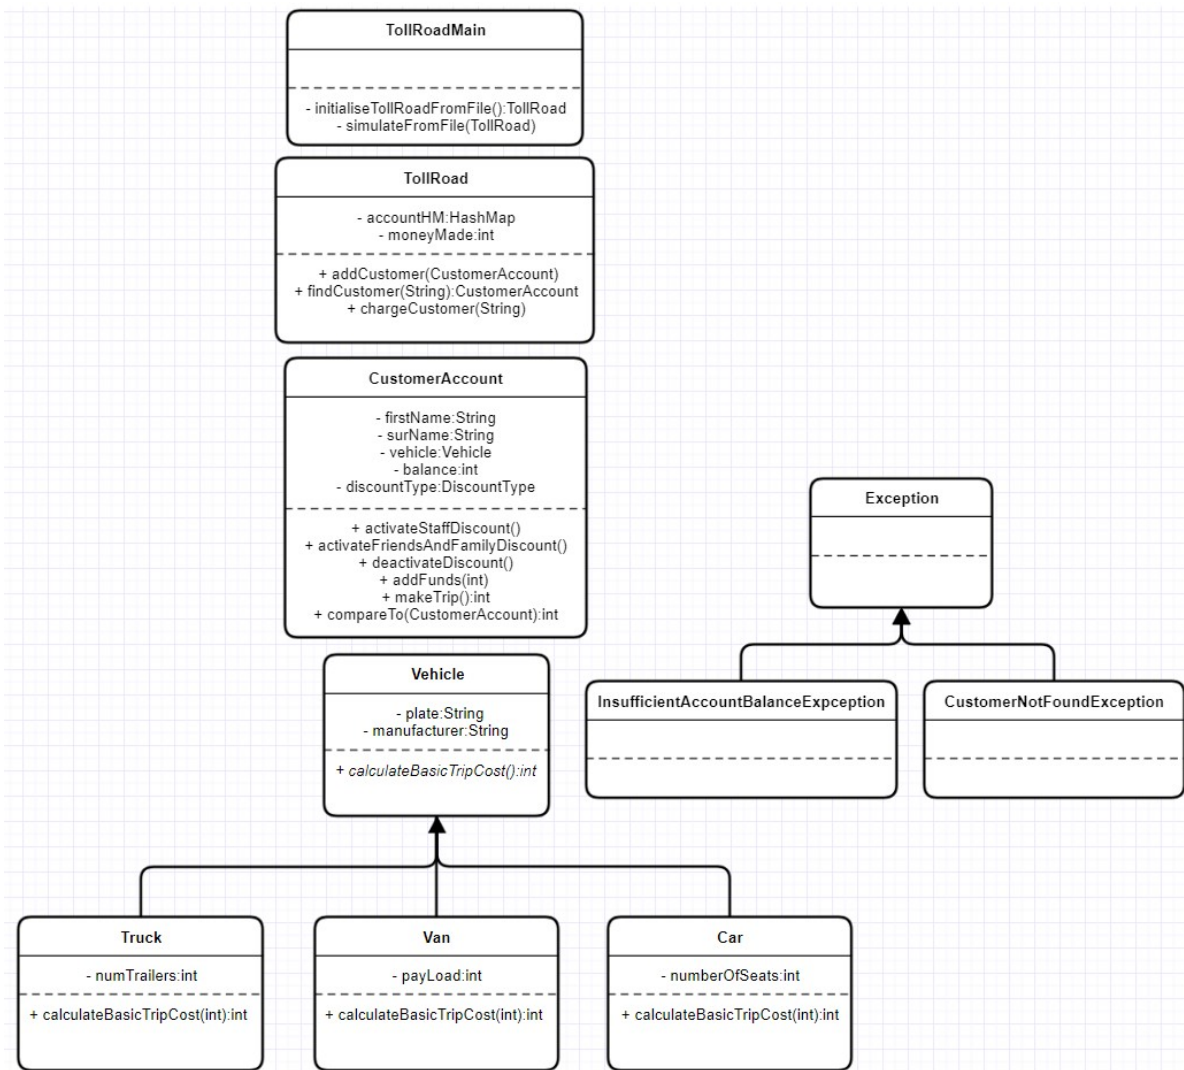 TollRoadMain
- initialiseTollRoadFromFile():TollRoad
- simulateFromFile(TollRoad)
TollRoad
- accountHM:HashMap
- moneyMade:int
+ addCustomer(CustomerAccount)
+ findCustomer(String):CustomerAccount
+ chargeCustomer(String)
CustomerAccount
- firstName:String
- surName:String
- vehicle:Vehicle
- balance:int
- discountType:DiscountType
+ activateStaffDiscount()
+ activateFriendsAndFamilyDiscount()
+ deactivateDiscount()
+ addFunds(int)
+ makeTrip():int
+ compareTo(CustomerAccount):int
Exception
InsufficientAccountBalanceExpception
CustomerNotFoundException
Vehicle
- plate:String
- manufacturer:String
+ calculateBasicTripCost():int
Truck
- numTrailers:int
+ calculateBasicTripCost(int):int
Van
- payLoad:int
+ calculateBasicTripCost(int):int
Car
- numberOfSeats:int
+ calculateBasicTripCost(int):int